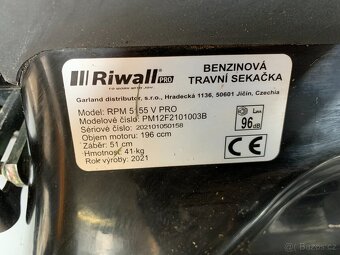 Riwall PRO
BENZINOVÁ
TRAVNÍ SEKAČKA
Garland distributor, s.r.o., Hradecká 1136, 50601 Jičín, Czechia
Model: RPM 5155 V PRO
Modelové číslo: PM12F2101003B
Sériové číslo: 202101050158
Objem motoru: 196 ccm
Záběr: 51 cm
Hmotnost: 41 kg
Rok výroby: 2021
96 dB
CE